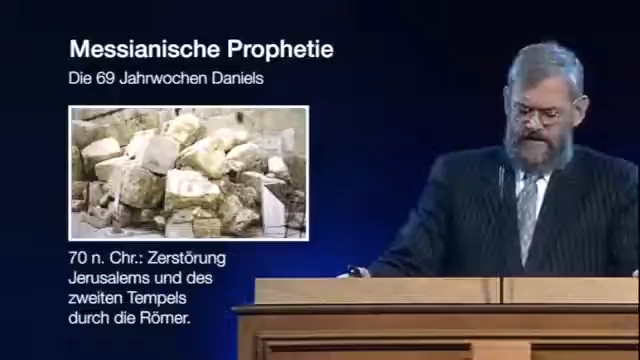 Messianische Prophetie
Die 69 Jahrwochen Daniels
70 n. Chr.: Zerstörung
Jerusalems und des
zweiten Tempels
durch die Römer.